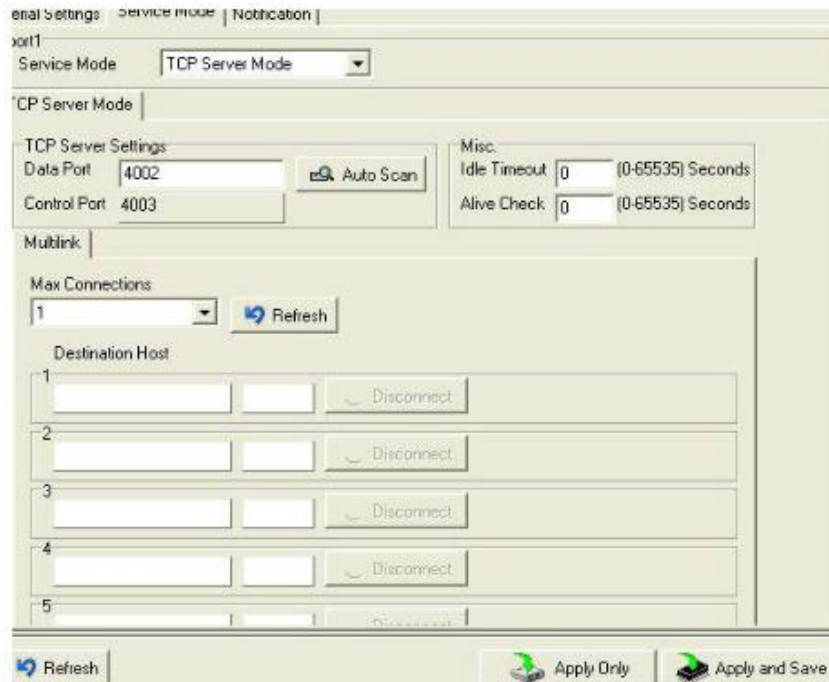 erial Settings Service Mode Notification
port1
Service Mode TCP Server Mode
TCP Server Mode
TCP Server Settings
Data Port 4002 Auto Scan
Control Port 4003
Misc.
Idle Timeout 0 (0-65535) Seconds
Alive Check 0 (0-65535) Seconds
Multilink
Max Connections
1 Refresh
Destination Host
1
Disconnect
2
Disconnect
3
Disconnect
4
Disconnect
5
Refresh Apply Only Apply and Save